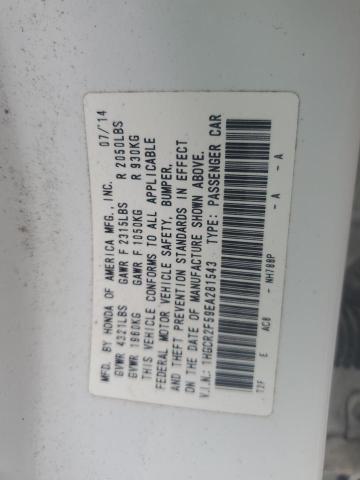 MFD. BY HONDA OF AMERICA MFG., INC. 07/14
GVWR 4321LBS GAWR F 2315LBS R 2050LBS
GVWR 1960KG GAWR F 1050KG R 930KG
THIS VEHICLE CONFORMS TO ALL APPLICABLE
FEDERAL MOTOR VEHICLE SAFETY, BUMPER,
AND THEFT PREVENTION STANDARDS IN EFFECT
ON THE DATE OF MANUFACTURE SHOWN ABOVE.
V.I.N.: 1HGCR2F59EA281543 TYPE: PASSENGER CAR
T2F E AC8 - NH788P - A - A